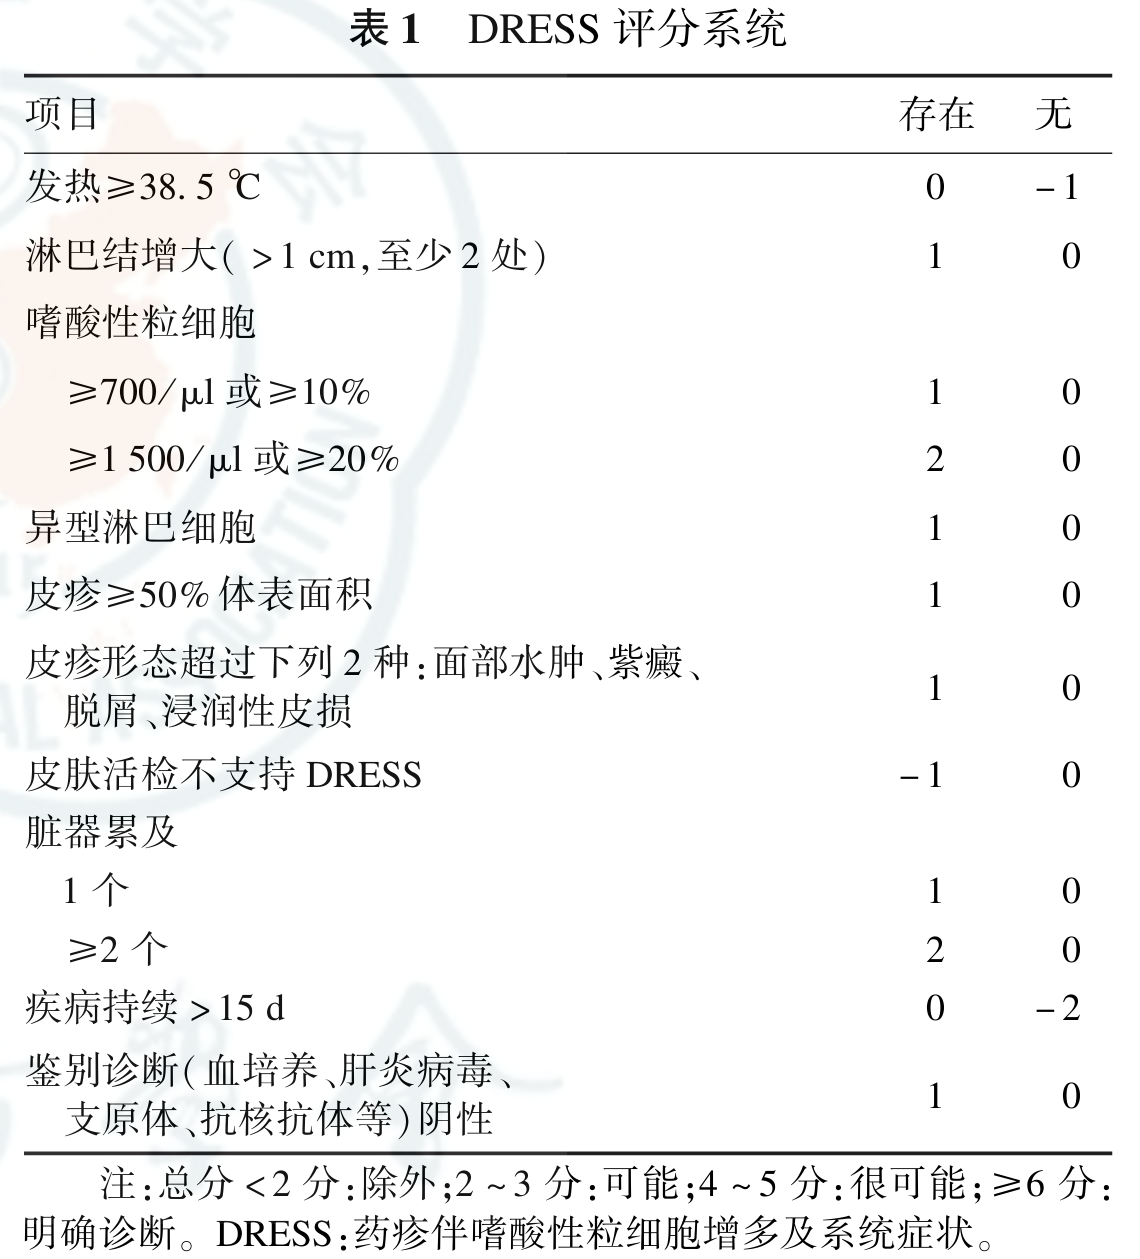 表 1 DRESS 评分系统
项目 存在 无
发热≥38. 5 ℃ 0 -1
淋巴结增大( >1 cm,至少 2 处) 1 0
嗜酸性粒细胞
≥700/μl 或≥10% 1 0
≥1 500/μl 或≥20% 2 0
异型淋巴细胞 1 0
皮疹≥50% 体表面积 1 0
皮疹形态超过下列 2 种:面部水肿、紫癜、
脱屑、浸润性皮损 1 0
皮肤活检不支持 DRESS -1 0
脏器累及
1 个 1 0
≥2 个 2 0
疾病持续 >15 d 0 -2
鉴别诊断(血培养、肝炎病毒、
支原体、抗核抗体等)阴性 1 0
注:总分 <2 分:除外;2 ~3 分:可能;4 ~5 分:很可能;≥6 分:
明确诊断。DRESS:药疹伴嗜酸性粒细胞增多及系统症状。